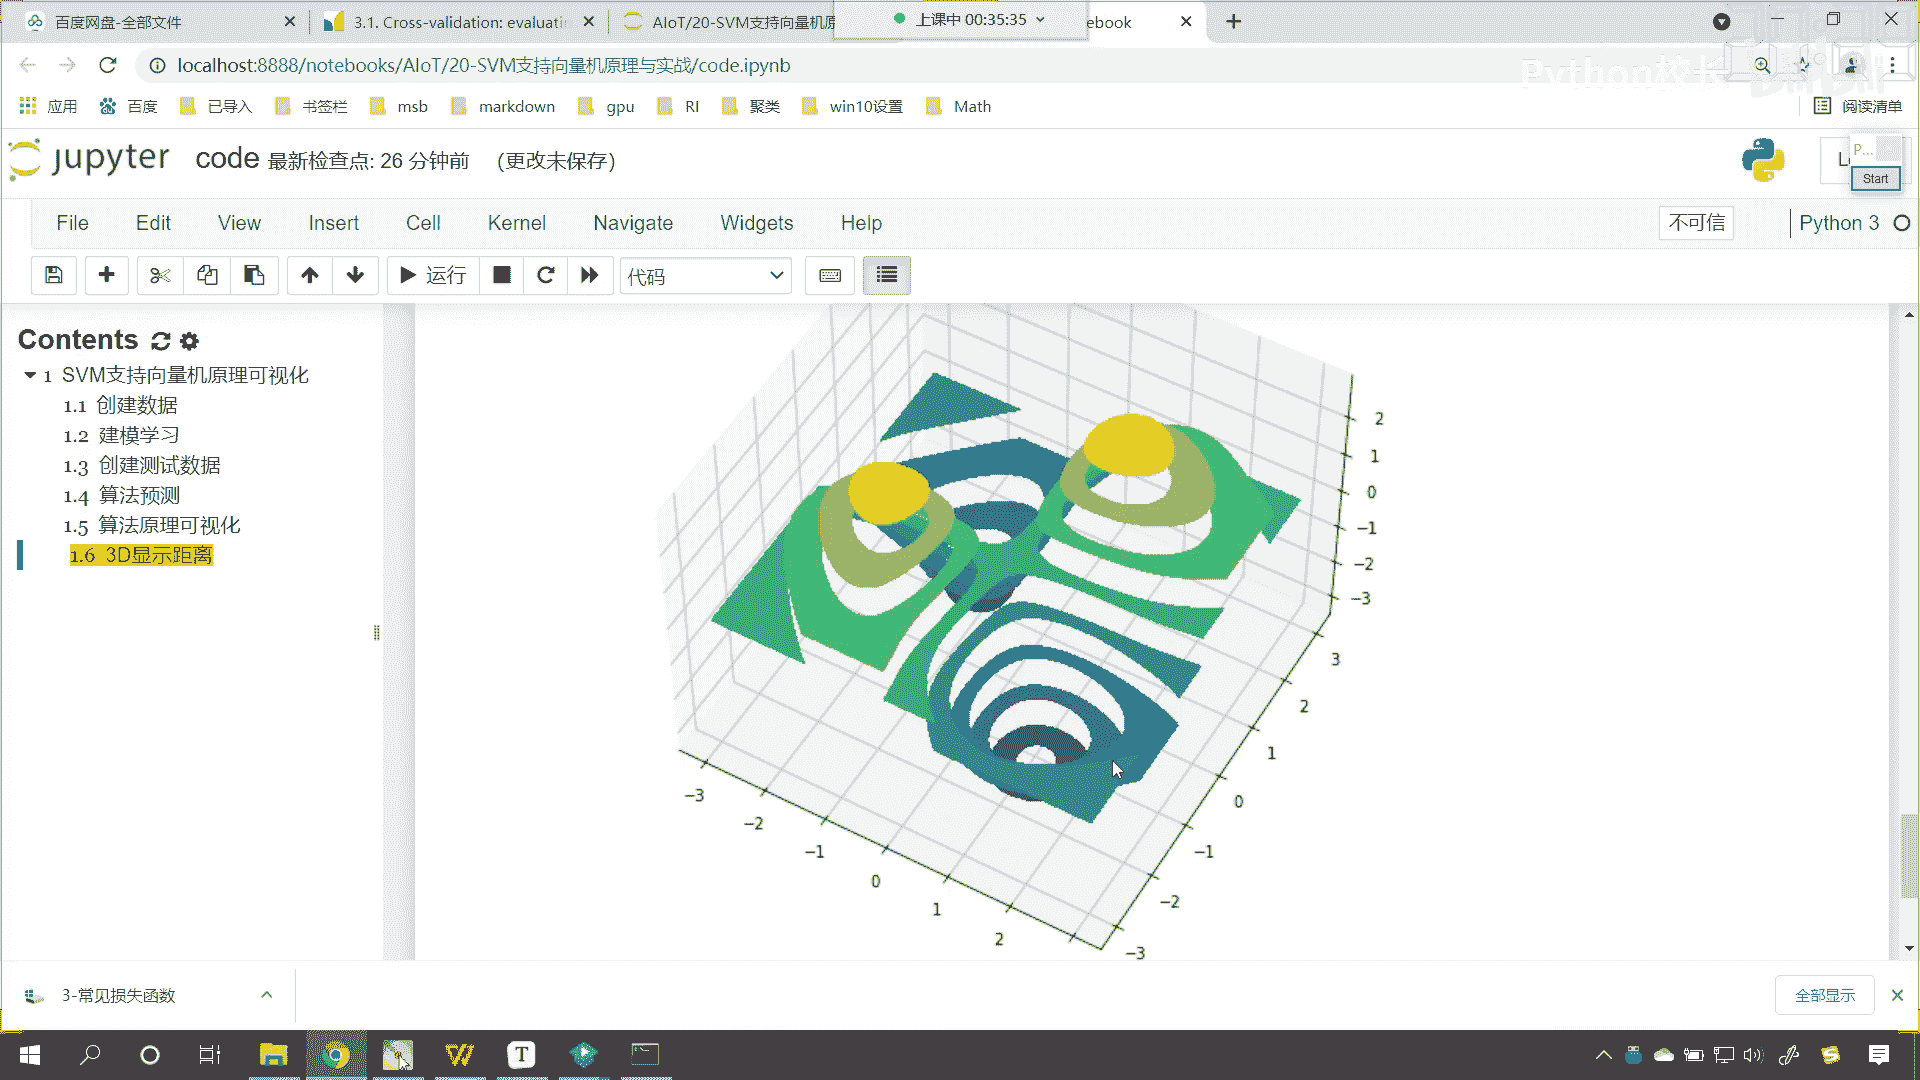 百度网盘-全部文件
3.1. Cross-validation: evaluatin
AIoT/20-SVM支持向量机原
上课中 00:35:35
ebook
localhost:8888/notebooks/AIoT/20-SVM支持向量机原理与实战/code.ipynb
Python校长
bilibili
应用
百度
已导入
书签栏
msb
markdown
gpu
RI
聚类
win10设置
Math
阅读清单
jupyter
code 最新检查点: 26 分钟前 (更改未保存)
P...
Start
File
Edit
View
Insert
Cell
Kernel
Navigate
Widgets
Help
不可信
Python 3
运行
代码
Contents
1 SVM支持向量机原理可视化
1.1 创建数据
1.2 建模学习
1.3 创建测试数据
1.4 算法预测
1.5 算法原理可视化
1.6 3D显示距离
2
1
0
−1
−2
−3
3
2
1
0
−1
−2
−3
−3
−2
−1
0
1
2
3-常见损失函数
全部显示